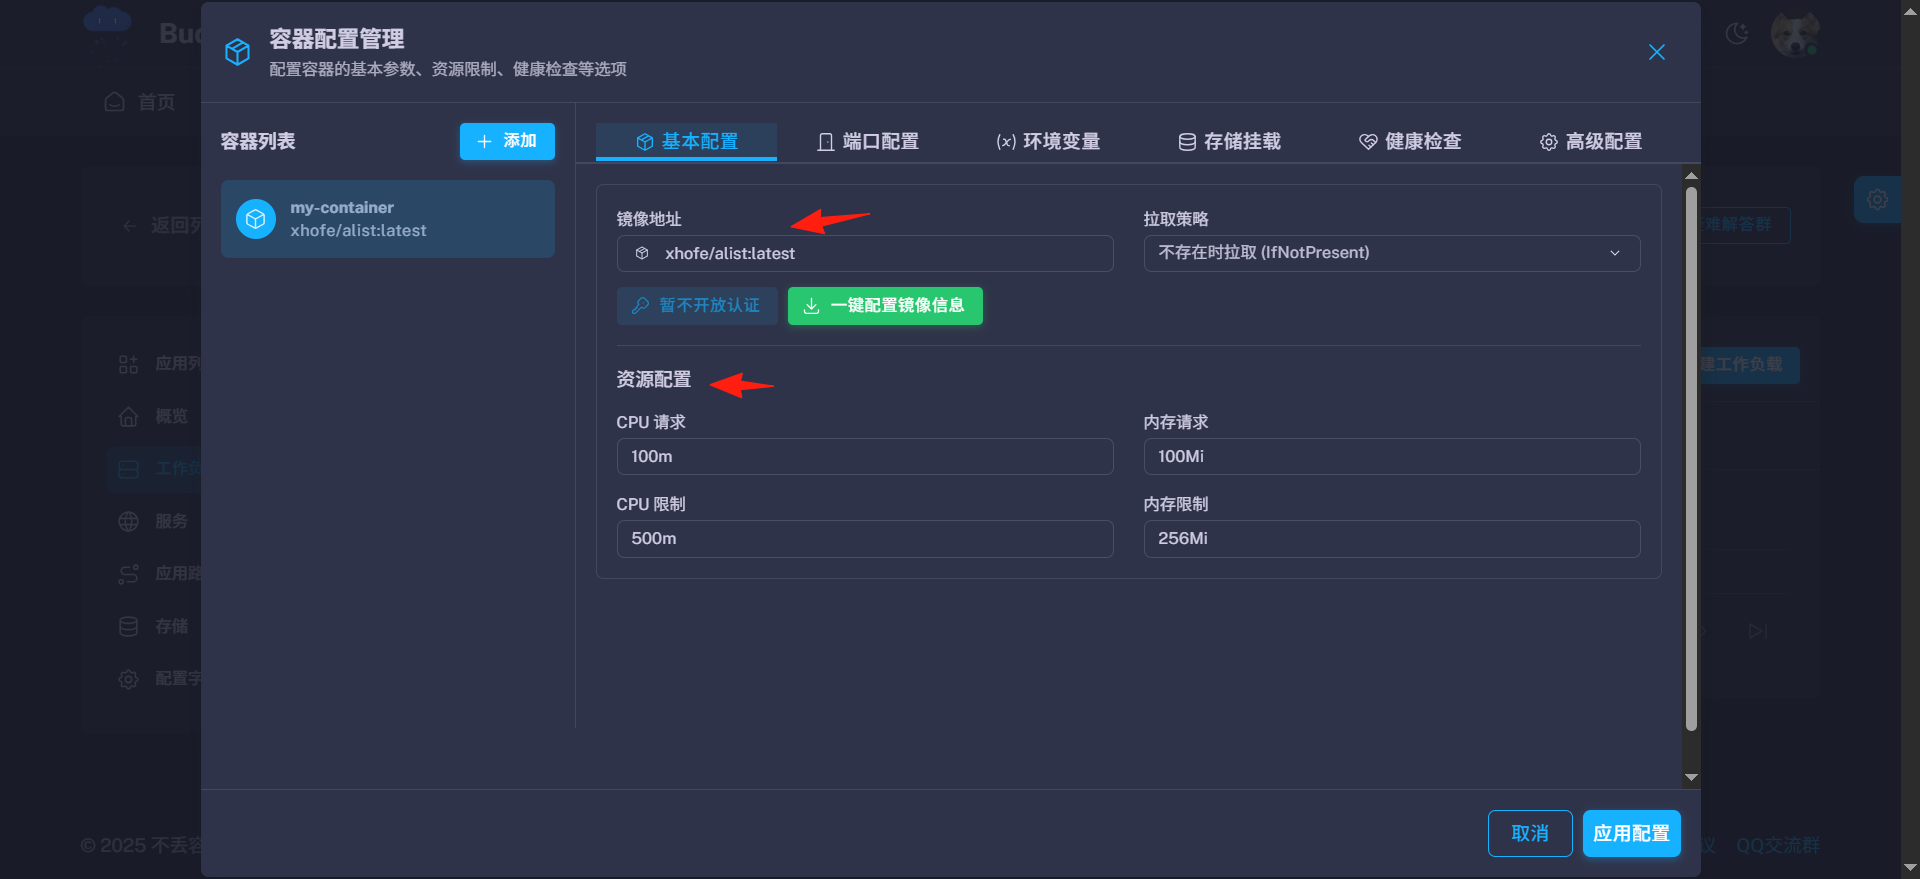 容器配置管理
配置容器的基本参数、资源限制、健康检查等选项
首页
容器列表
添加
my-container
xhofe/alist:latest
基本配置
端口配置
(x) 环境变量
存储挂载
健康检查
高级配置
镜像地址
拉取策略
xhofe/alist:latest
不存在时拉取 (IfNotPresent)
暂不开放认证
一键配置镜像信息
资源配置
CPU 请求
内存请求
100m
100Mi
CPU 限制
内存限制
500m
256Mi
取消
应用配置
返回列
难解答群
应用列
概览
建工作负载
工作负
服务
应用路
存储
配置字
© 2025 不丢容
议
QQ交流群